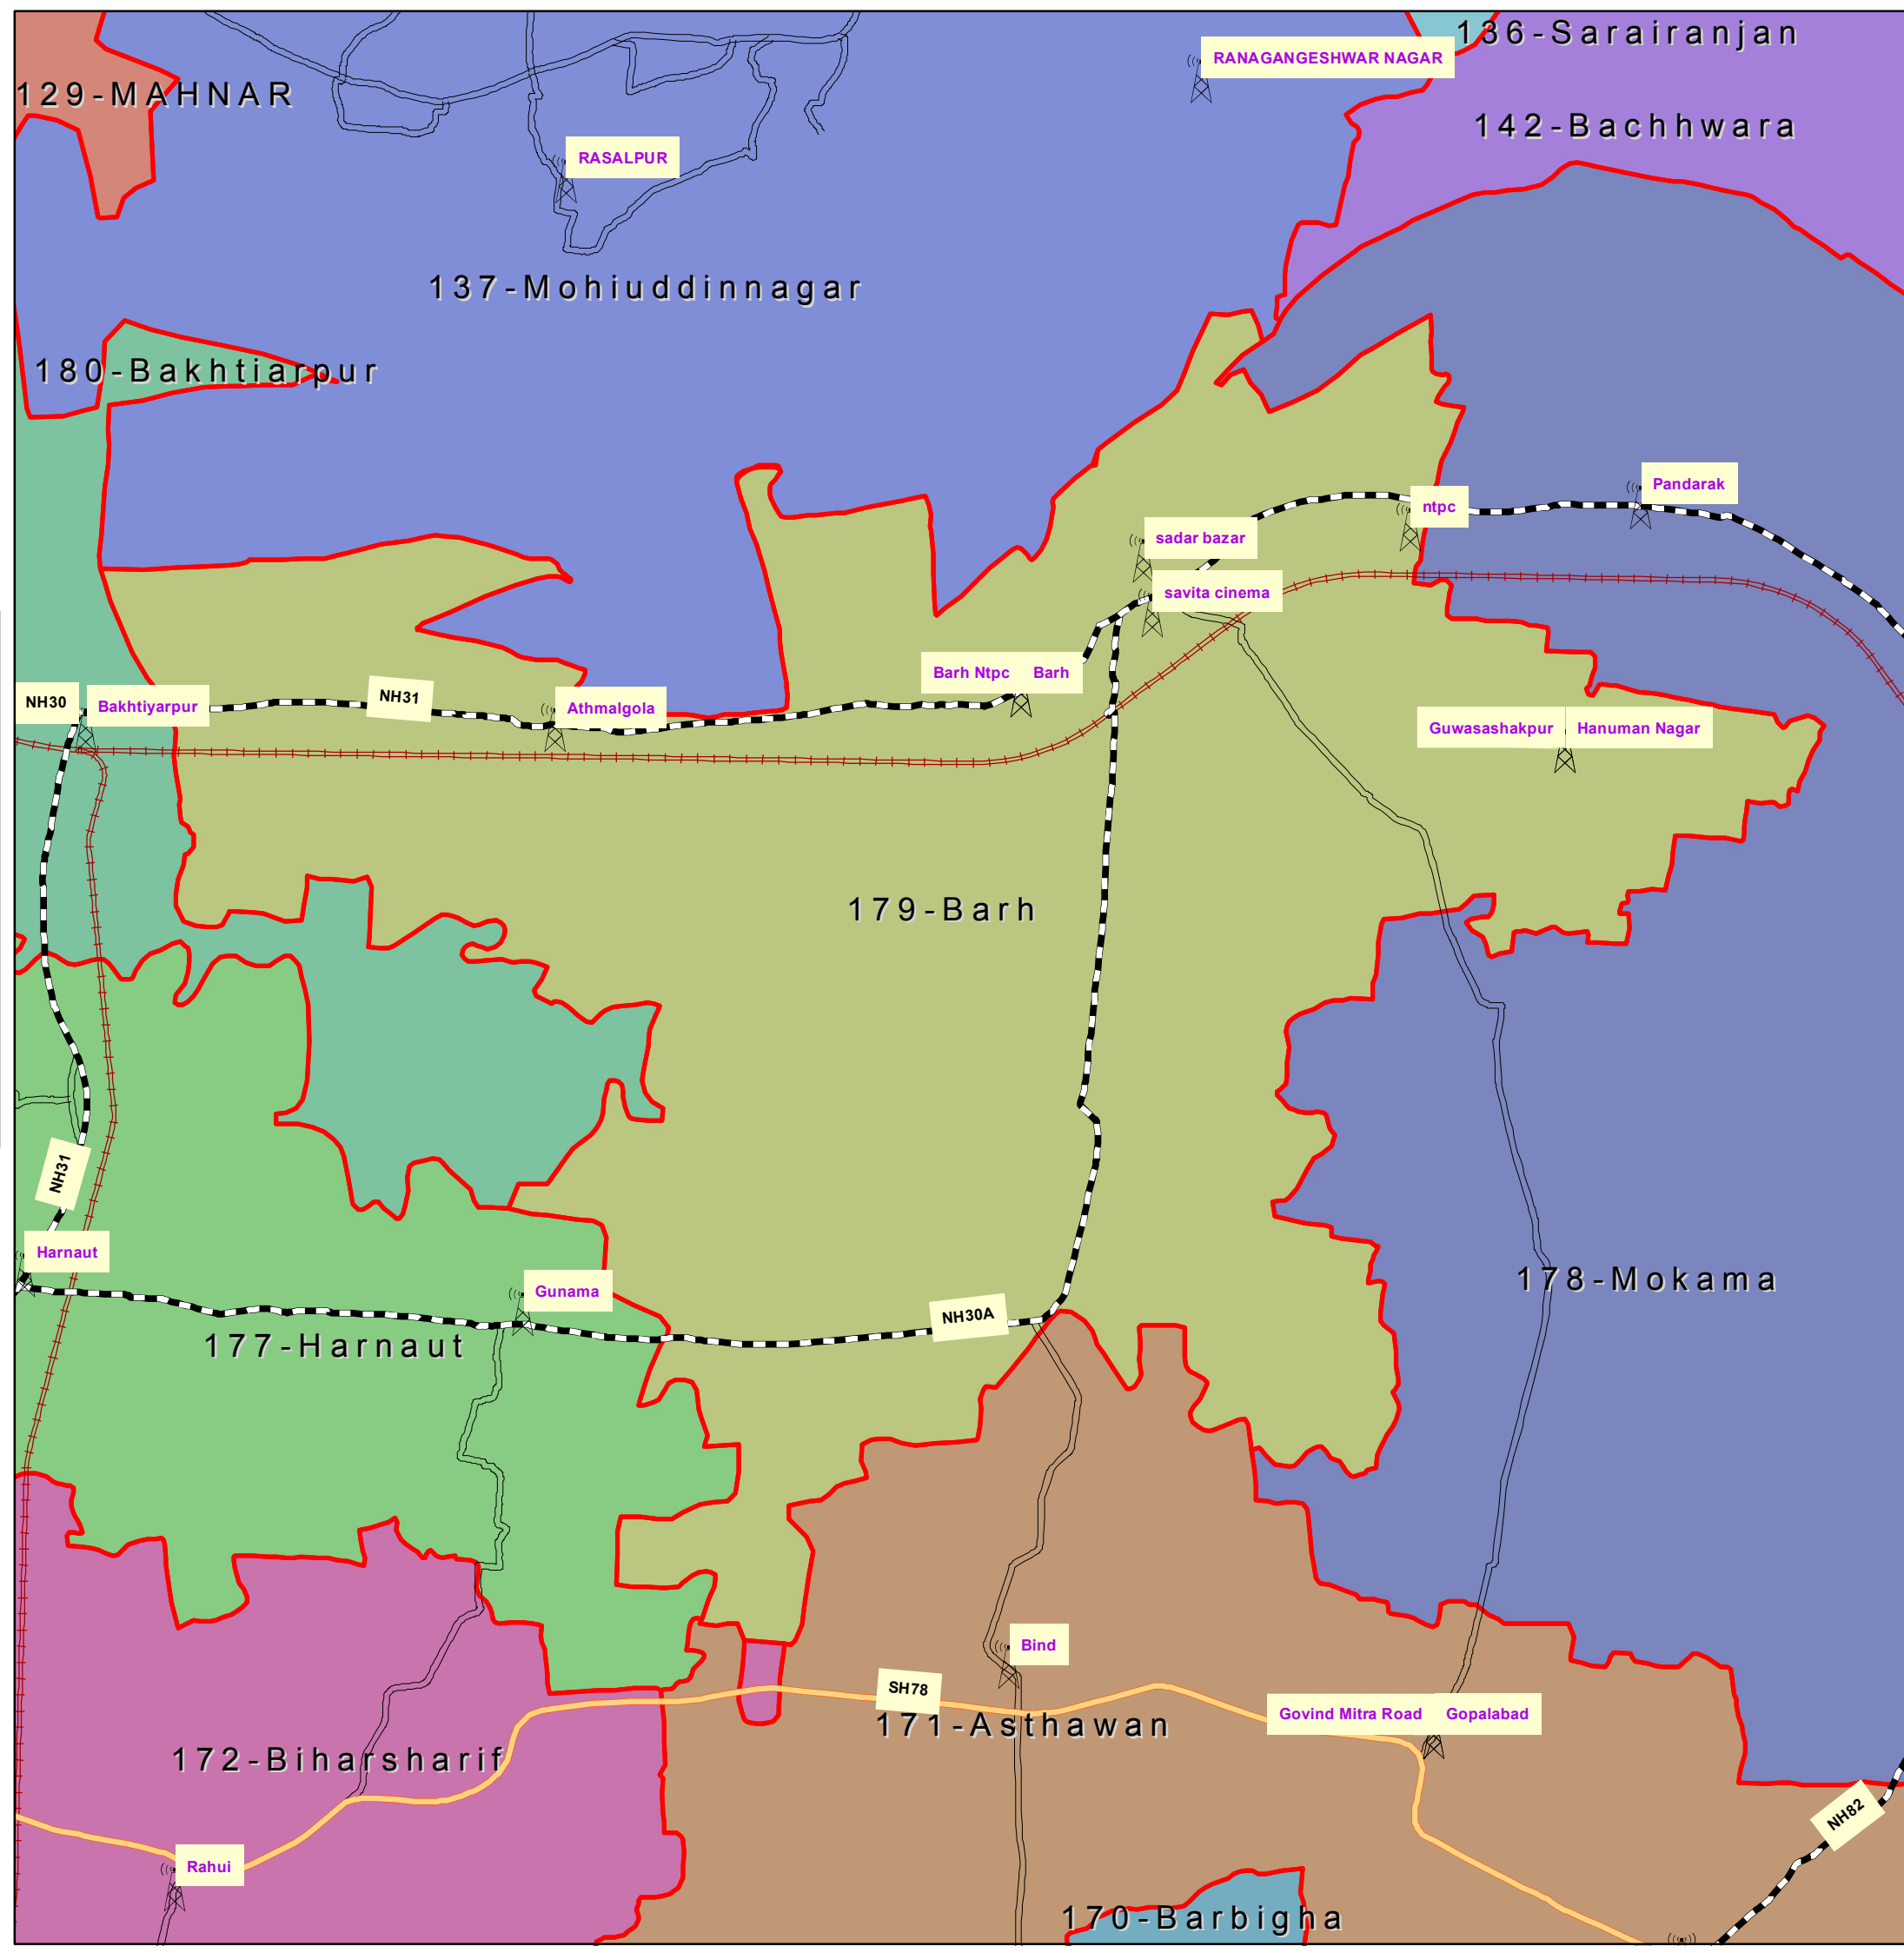 136-Sarairanjan
RANAGANGESHWAR NAGAR
129-MAHNAR
142-Bachhwara
RASALPUR
137-Mohiuddinnagar
180-Bakhtiarpur
Pandarak
ntpc
sadar bazar
savita cinema
Barh Ntpc
Barh
NH30
Bakhtiyarpur
NH31
Athmalgola
Guwasashakpur
Hanuman Nagar
179-Barh
NH31
Harnaut
178-Mokama
Gunama
NH30A
177-Harnaut
Bind
SH78
Govind Mitra Road
Gopalabad
171-Asthawan
172-Biharsharif
NH82
Rahui
170-Barbigha